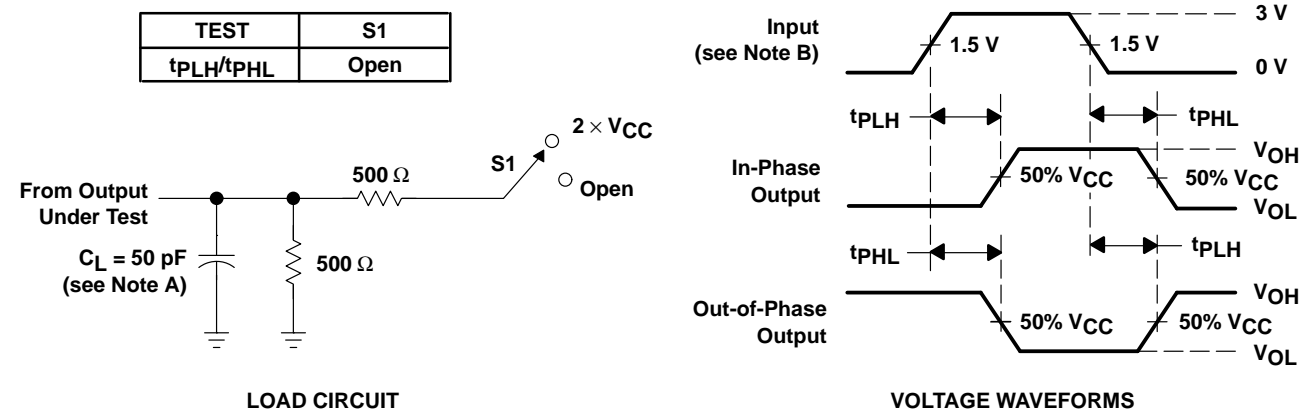 TEST S1
tPLH/tPHL Open
2 × VCC
S1
Open
500 Ω
From Output
Under Test
CL = 50 pF
(see Note A)
500 Ω
LOAD CIRCUIT
Input
(see Note B)
1.5 V 1.5 V
3 V
0 V
tPLH tPHL
In-Phase
Output
50% VCC 50% VCC
VOH
VOL
tPHL tPLH
Out-of-Phase
Output
50% VCC 50% VCC
VOH
VOL
VOLTAGE WAVEFORMS